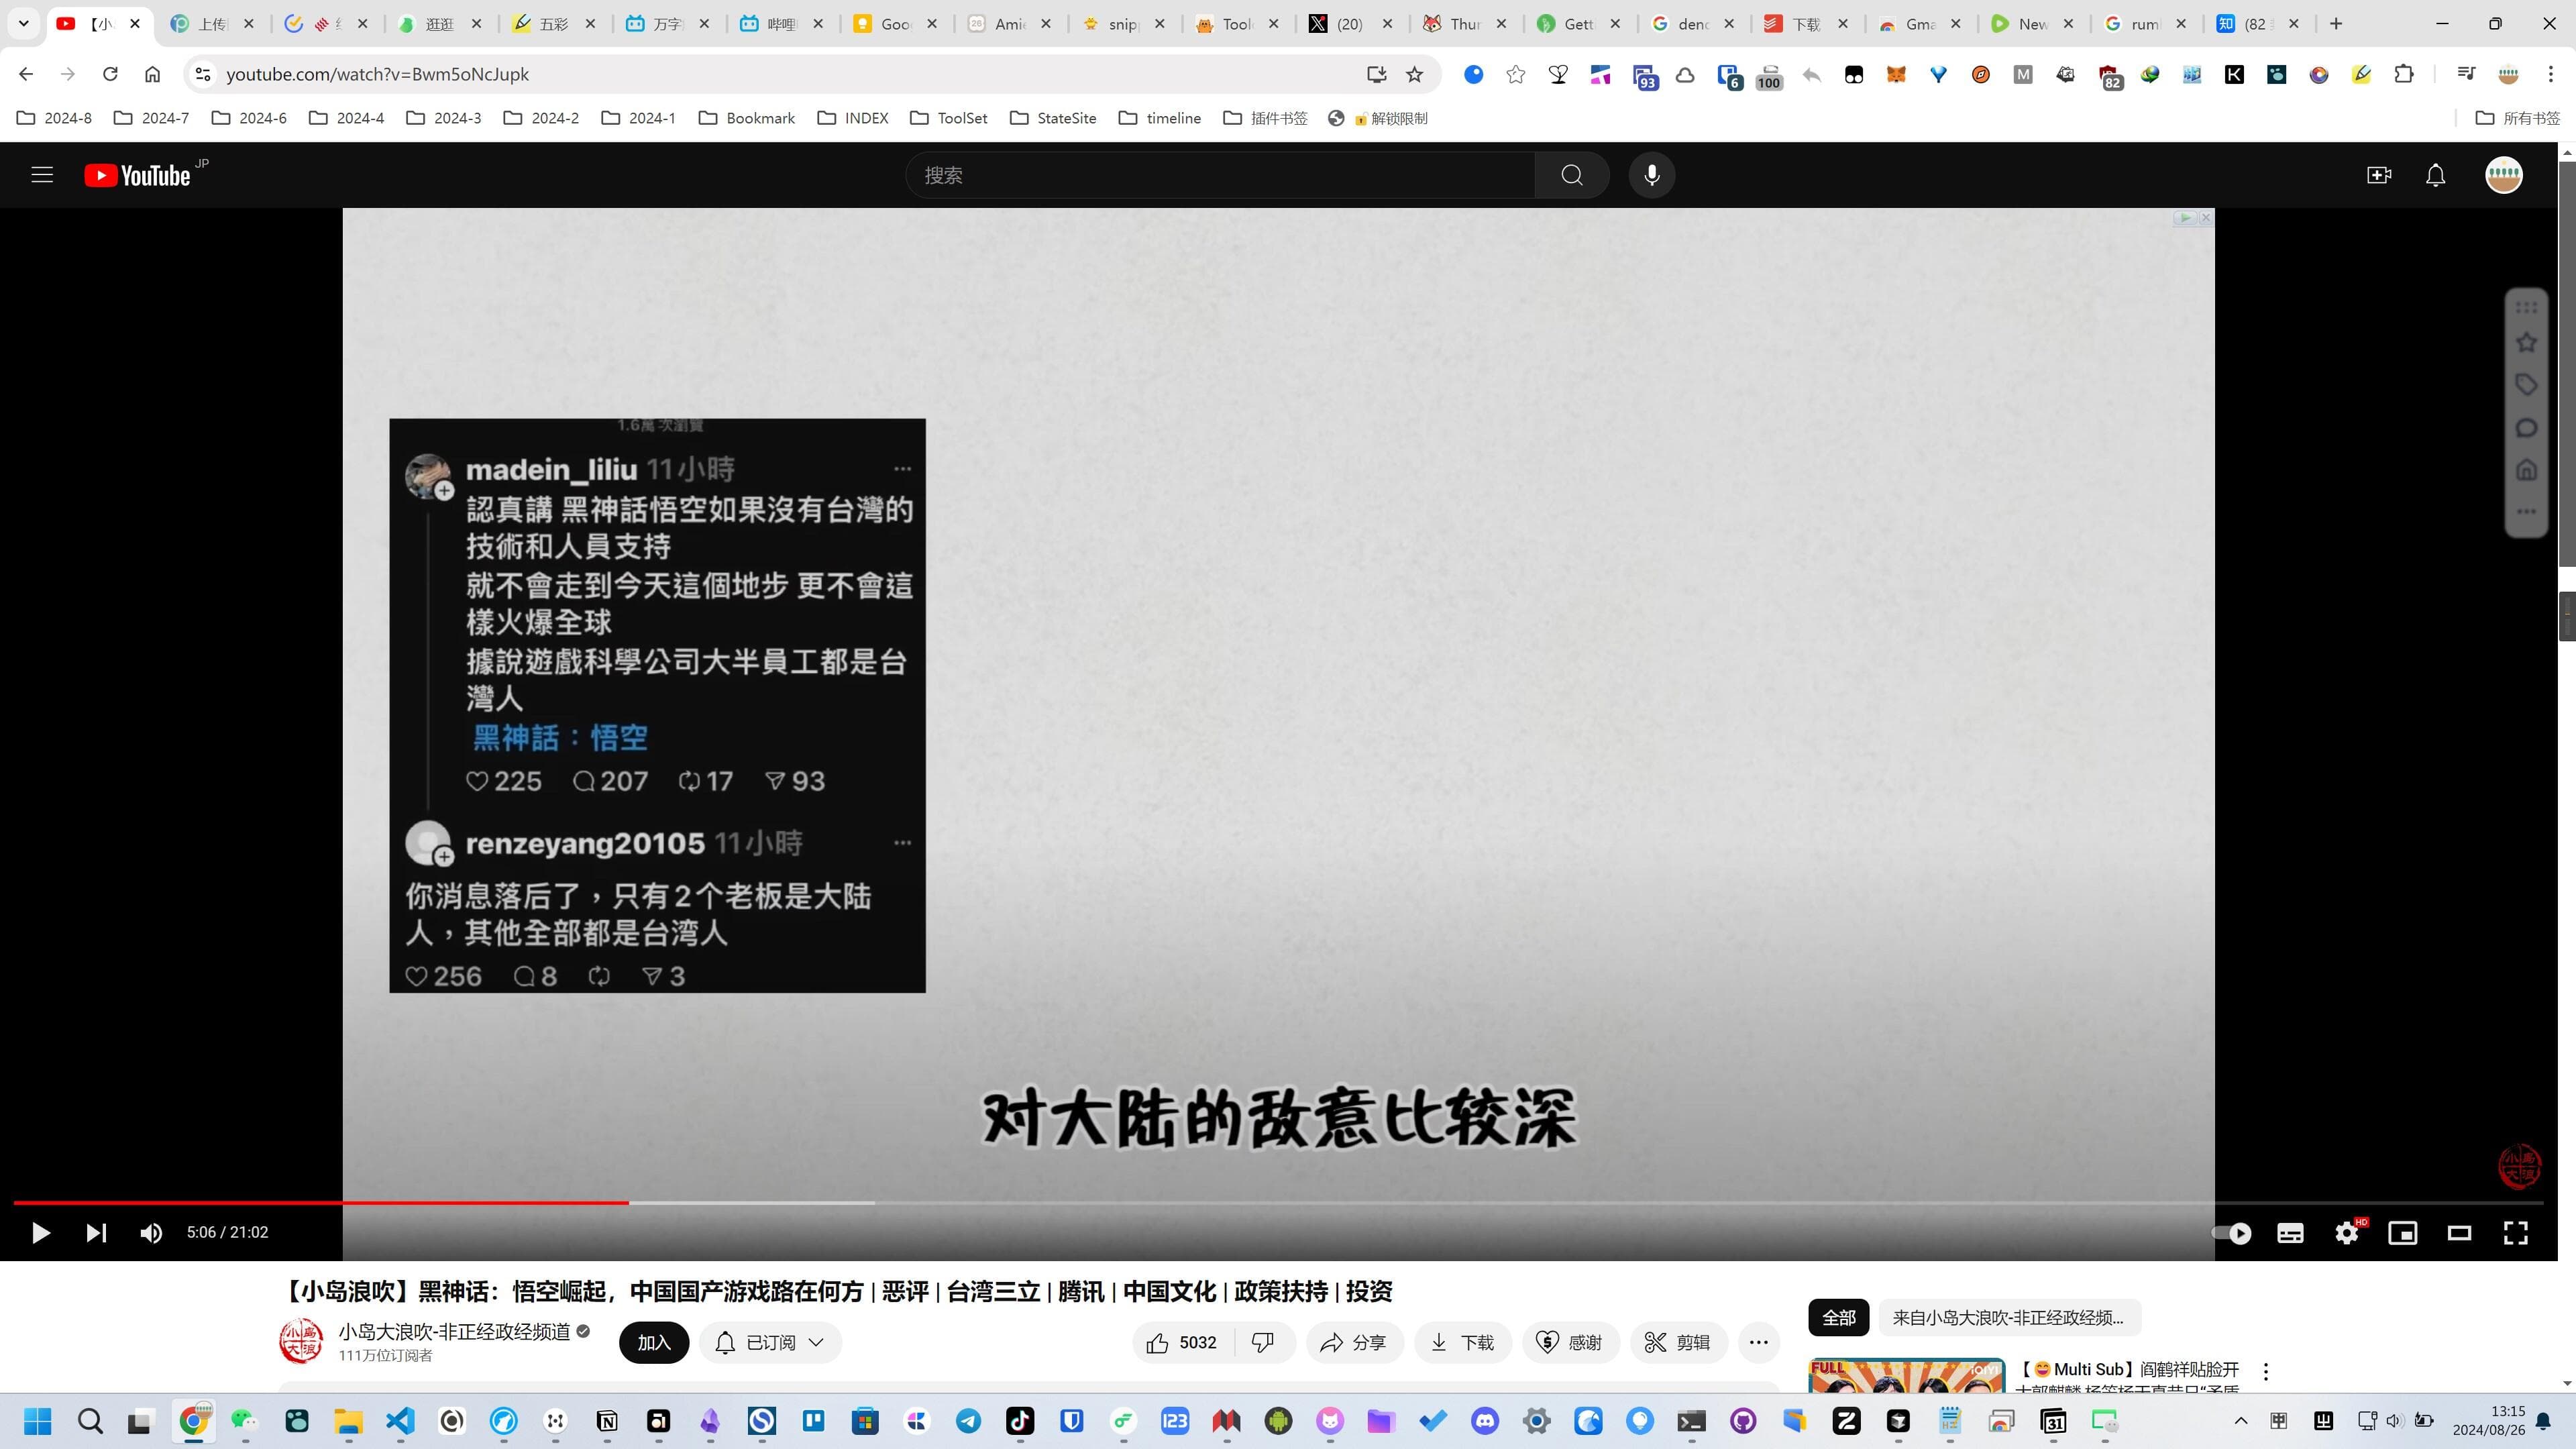 【小
上传
逛逛
五彩
万字
哔哩
Goo
Amie
snipp
Tool
(20)
Thun
Gett
denc
下载
Gma
New
rum
(82
youtube.com/watch?v=Bwm5oNcJupk
93
6
100
82
2024-8
2024-7
2024-6
2024-4
2024-3
2024-2
2024-1
Bookmark
INDEX
ToolSet
StateSite
timeline
插件书签
解锁限制
所有书签
YouTube JP
搜索
1.6萬 次瀏覽
madein_liliu 11小時
認真講 黑神話悟空如果沒有台灣的
技術和人員支持
就不會走到今天這個地步 更不會這
樣火爆全球
據說遊戲科學公司大半員工都是台
灣人
黑神話：悟空
225 207 17 93
renzeyang20105 11小時
你消息落后了，只有2个老板是大陆
人，其他全部都是台湾人
256 8 3
对大陆的敌意比较深
小岛大浪
5:06 / 21:02
HD
【小岛浪吹】黑神话：悟空崛起，中国国产游戏路在何方 | 恶评 | 台湾三立 | 腾讯 | 中国文化 | 政策扶持 | 投资
小岛大浪
小岛大浪吹-非正经政经频道
111万位订阅者
加入
已订阅
5032
分享
下载
感谢
剪辑
全部
来自小岛大浪吹-非正经政经频...
FULL
iQIYI
【😄Multi Sub】阎鹤祥贴脸开
123
31
13:15
2024/08/26